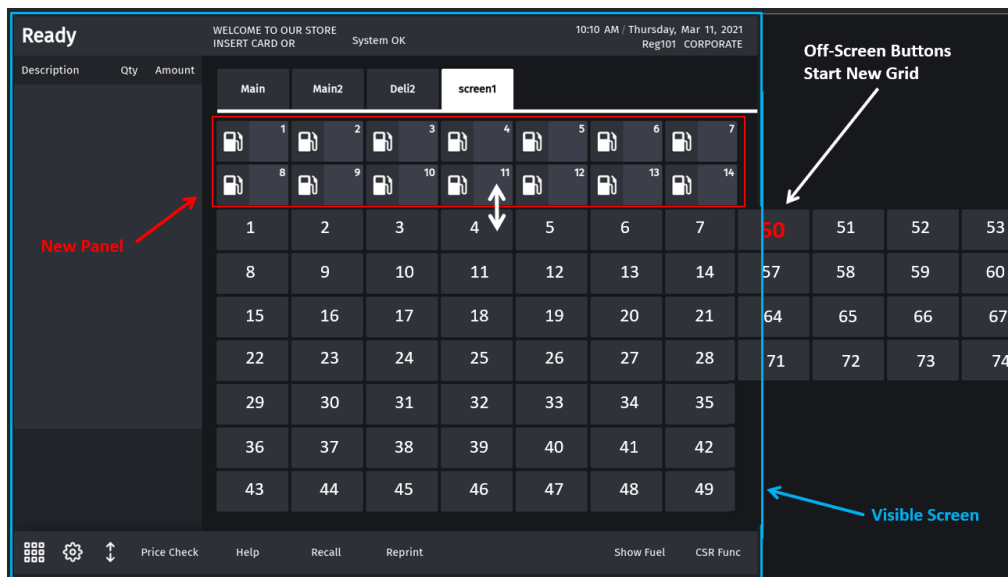 Ready
WELCOME TO OUR STORE
INSERT CARD OR
System OK
10:10 AM / Thursday, Mar 11, 2021
Reg101 CORPORATE
Off-Screen Buttons
Start New Grid
Description Qty Amount
Main Main2 Deli2 screen1
1 2 3 4 5 6 7
8 9 10 11 12 13 14
New Panel
1 2 3 4 5 6 7 50 51 52 53
8 9 10 11 12 13 14 57 58 59 60
15 16 17 18 19 20 21 64 65 66 67
22 23 24 25 26 27 28 71 72 73 74
29 30 31 32 33 34 35
36 37 38 39 40 41 42
43 44 45 46 47 48 49
Visible Screen
Price Check Help Recall Reprint Show Fuel CSR Func